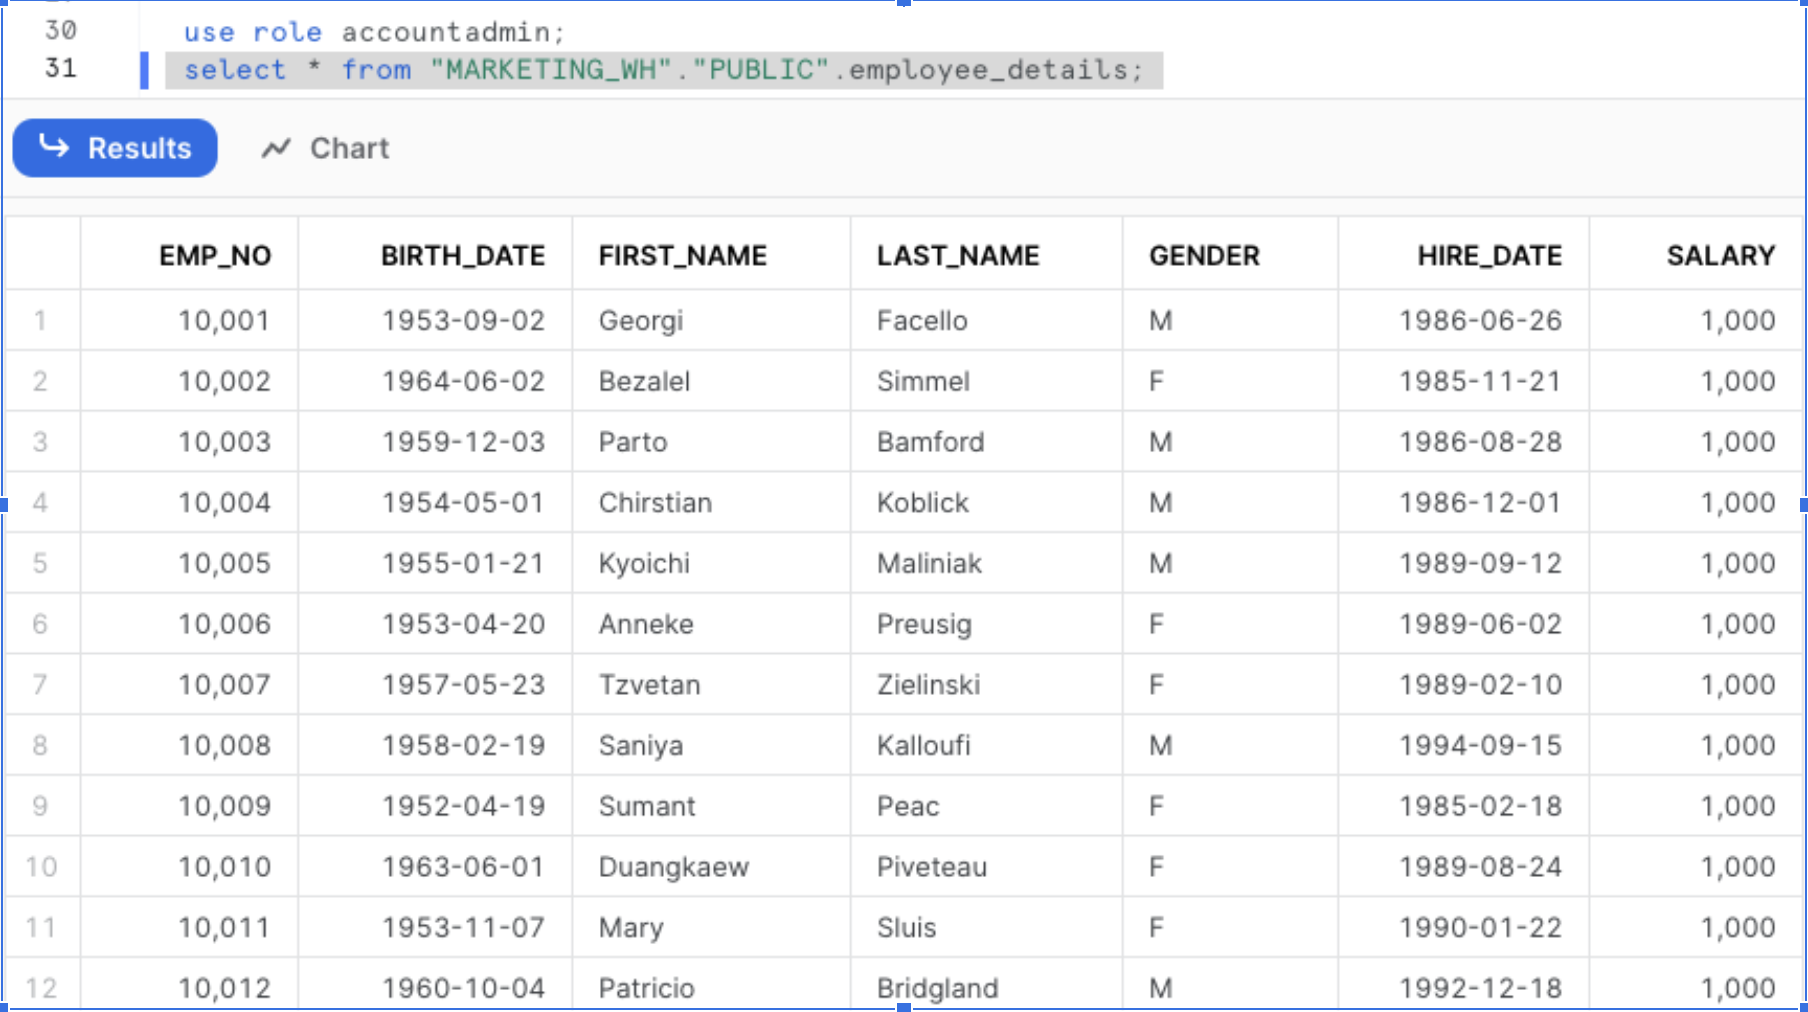 30 use role accountadmin;
31 select * from "MARKETING_WH"."PUBLIC".employee_details;
Results Chart
EMP_NO BIRTH_DATE FIRST_NAME LAST_NAME GENDER HIRE_DATE SALARY
1 10,001 1953-09-02 Georgi Facello M 1986-06-26 1,000
2 10,002 1964-06-02 Bezalel Simmel F 1985-11-21 1,000
3 10,003 1959-12-03 Parto Bamford M 1986-08-28 1,000
4 10,004 1954-05-01 Chirstian Koblick M 1986-12-01 1,000
5 10,005 1955-01-21 Kyoichi Maliniak M 1989-09-12 1,000
6 10,006 1953-04-20 Anneke Preusig F 1989-06-02 1,000
7 10,007 1957-05-23 Tzvetan Zielinski F 1989-02-10 1,000
8 10,008 1958-02-19 Saniya Kalloufi M 1994-09-15 1,000
9 10,009 1952-04-19 Sumant Peac F 1985-02-18 1,000
10 10,010 1963-06-01 Duangkaew Piveteau F 1989-08-24 1,000
11 10,011 1953-11-07 Mary Sluis F 1990-01-22 1,000
12 10,012 1960-10-04 Patricio Bridgland M 1992-12-18 1,000